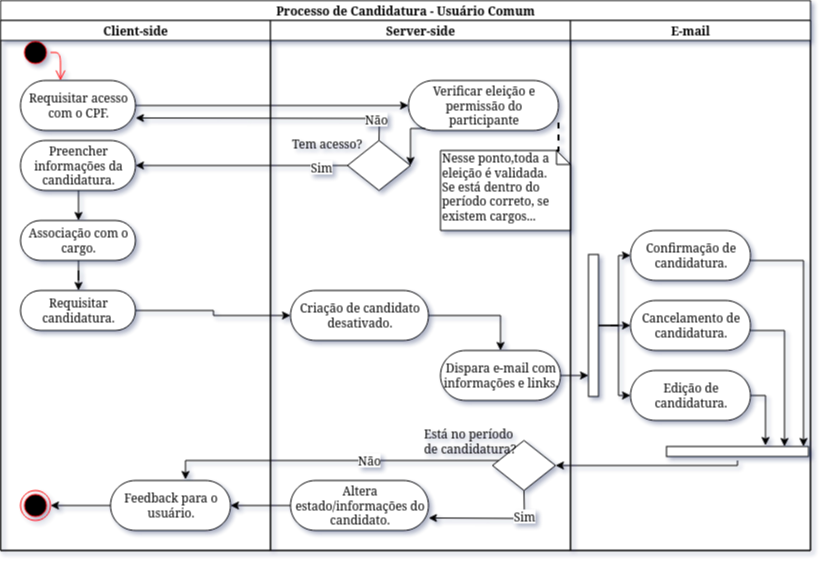 Processo de Candidatura - Usuário Comum
Client-side
Server-side
E-mail
Requisitar acesso
com o CPF.
Verificar eleição e
permissão do
participante
Não
Tem acesso?
Sim
Preencher
informações da
candidatura.
Nesse ponto,toda a
eleição é validada.
Se está dentro do
período correto, se
existem cargos...
Associação com o
cargo.
Confirmação de
candidatura.
Requisitar
candidatura.
Criação de candidato
desativado.
Cancelamento de
candidatura.
Dispara e-mail com
informações e links.
Edição de
candidatura.
Está no período
de candidatura?
Não
Sim
Feedback para o
usuário.
Altera
estado/informações do
candidato.